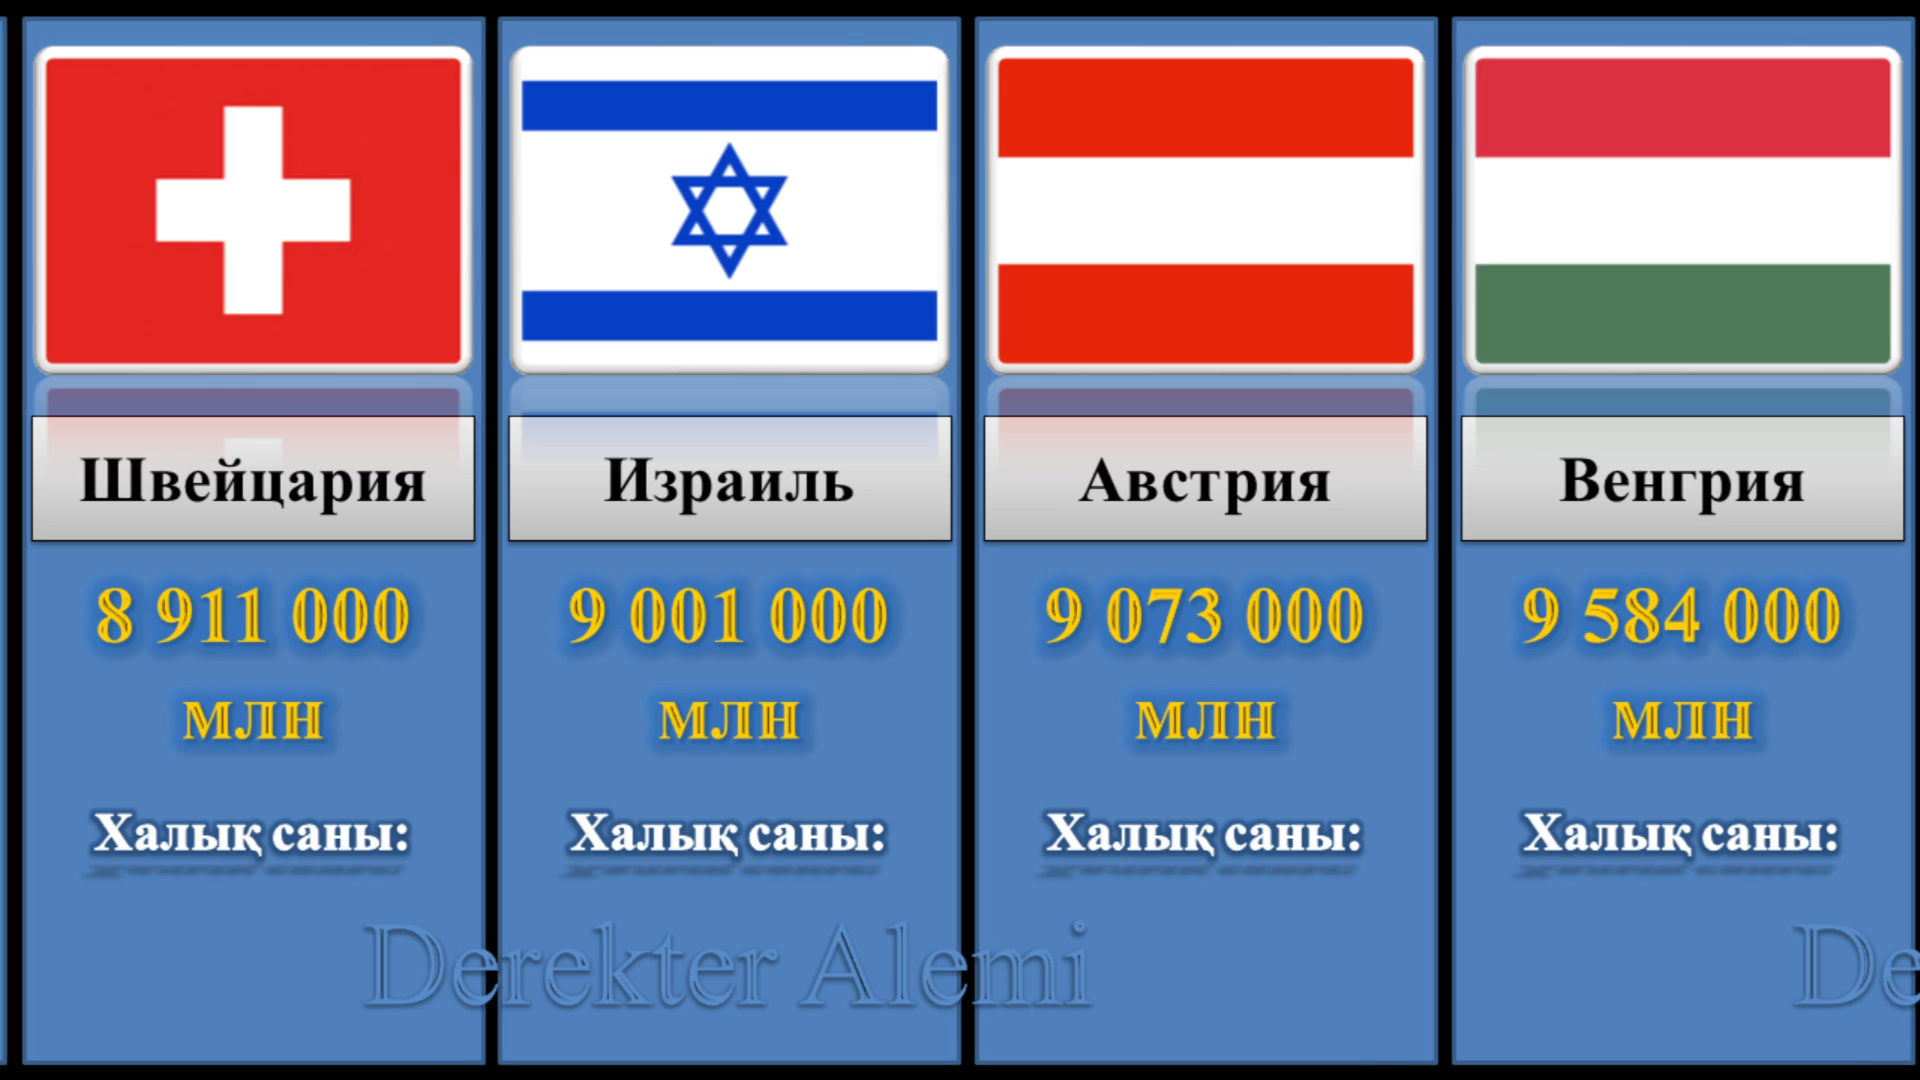 Швейцария
8 911 000
млн
Халық саны:
Израиль
9 001 000
млн
Халық саны:
Австрия
9 073 000
млн
Халық саны:
Венгрия
9 584 000
млн
Халық саны:
Derekter Alemi
De